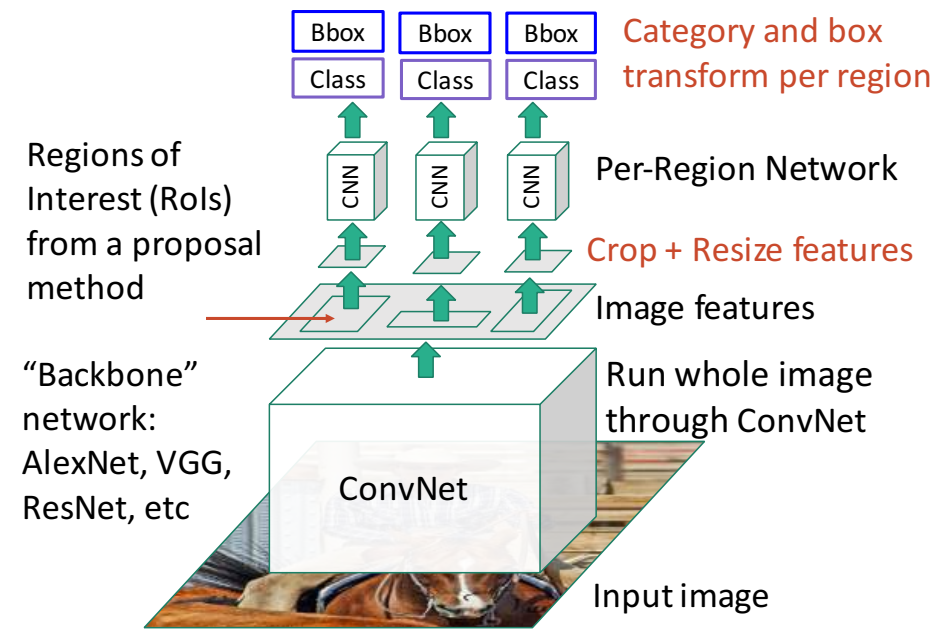 Bbox
Bbox
Bbox
Category and box
transform per region
Class
Class
Class
Regions of
Interest (RoIs)
from a proposal
method
CNN
CNN
CNN
Per-Region Network
Crop + Resize features
Image features
“Backbone”
network:
AlexNet, VGG,
ResNet, etc
Run whole image
through ConvNet
ConvNet
Input image